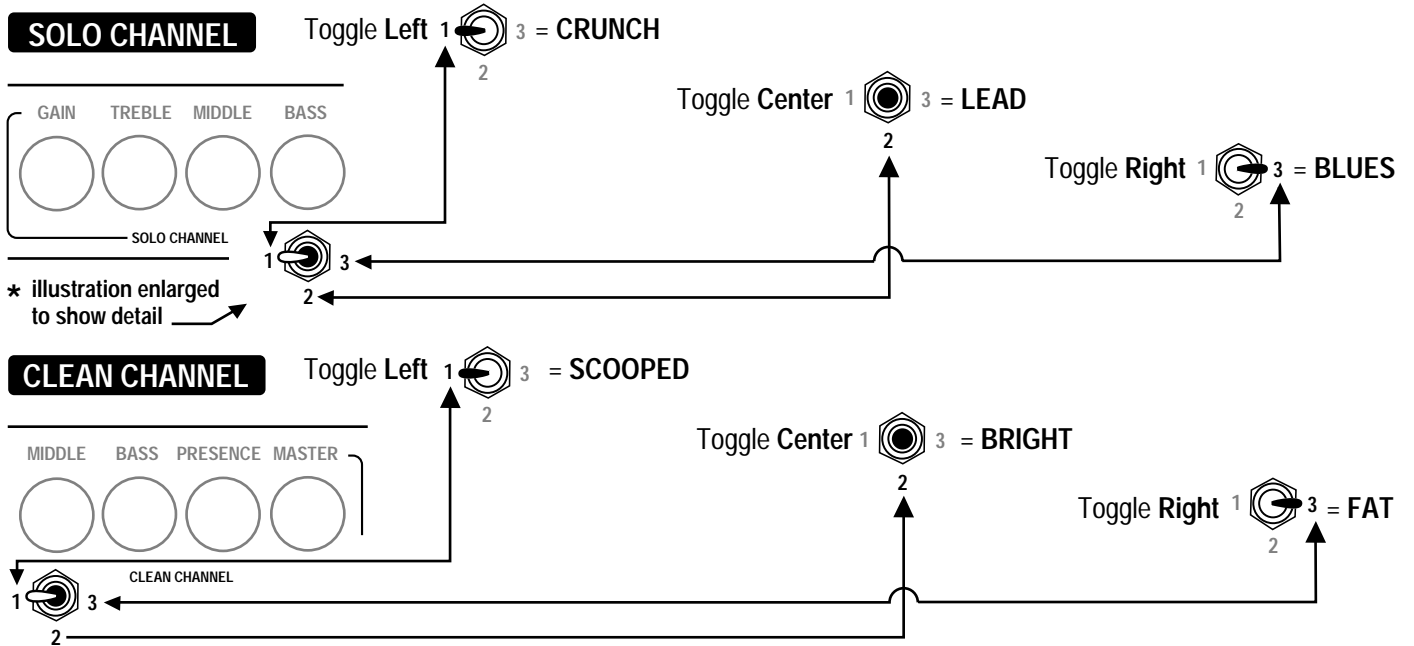 SOLO CHANNEL
Toggle Left 1 3 = CRUNCH
2
Toggle Center 1 3 = LEAD
2
Toggle Right 1 3 = BLUES
2
GAIN TREBLE MIDDLE BASS
SOLO CHANNEL
1 3
2
* illustration enlarged
to show detail
CLEAN CHANNEL
Toggle Left 1 3 = SCOOPED
2
Toggle Center 1 3 = BRIGHT
2
Toggle Right 1 3 = FAT
2
MIDDLE BASS PRESENCE MASTER
CLEAN CHANNEL
1 3
2